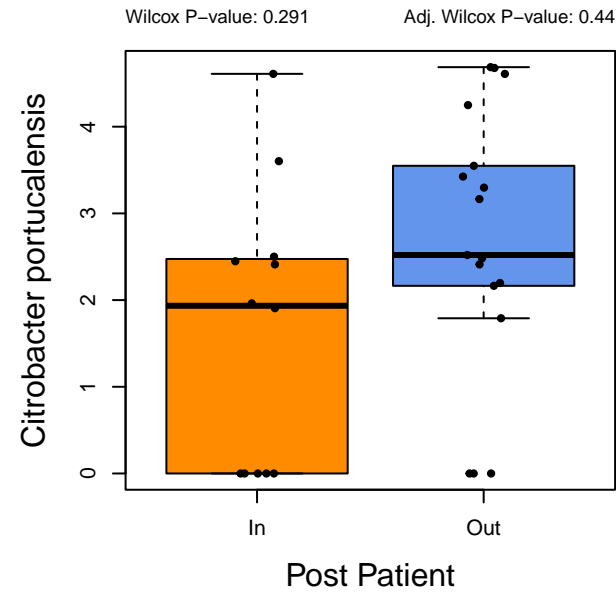 Wilcox P−value: 0.291 Adj. Wilcox P−value: 0.44
Citrobacter portucalensis
4
3
2
1
0
In Out
Post Patient